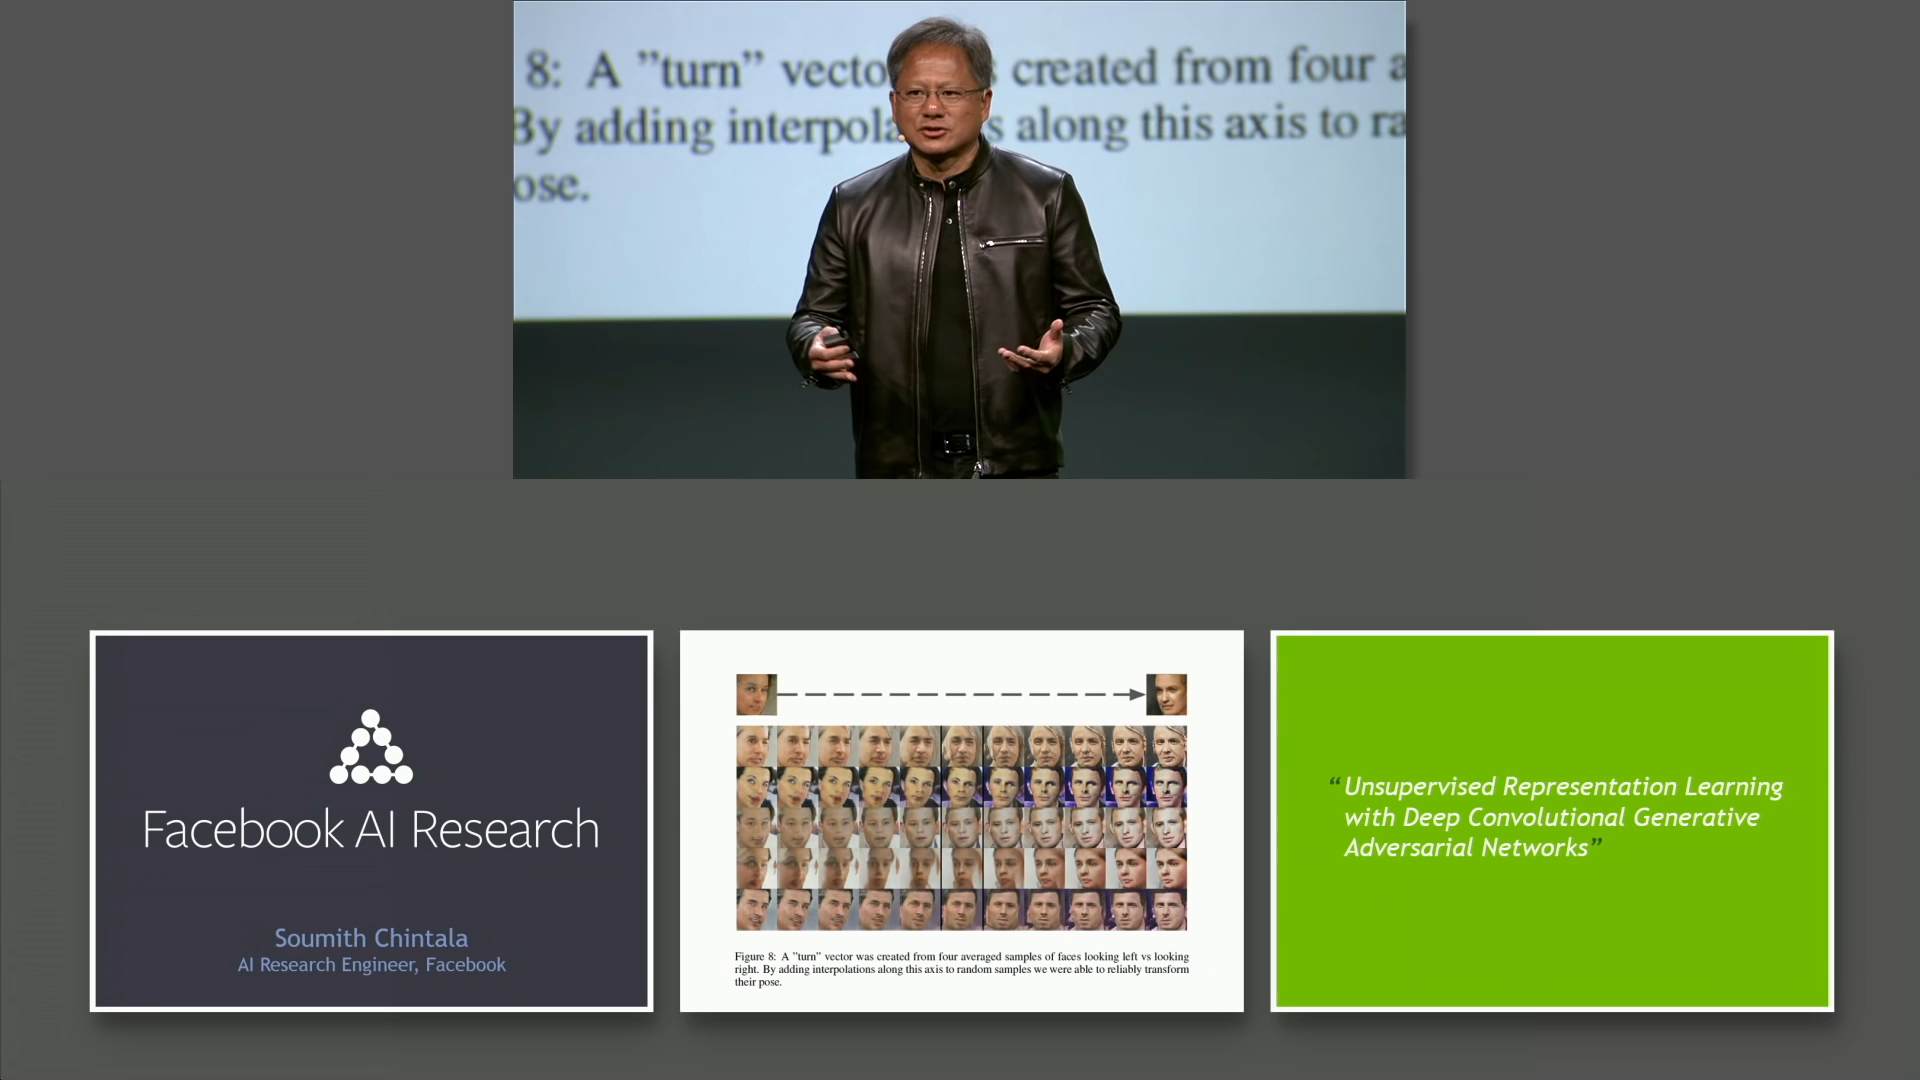 8: A ”turn” vecto created from four a
By adding interpola s along this axis to ra
ose.
Facebook AI Research
Soumith Chintala
AI Research Engineer, Facebook
Figure 8: A ”turn” vector was created from four averaged samples of faces looking left vs looking
right. By adding interpolations along this axis to random samples we were able to reliably transform
their pose.
“Unsupervised Representation Learning
with Deep Convolutional Generative
Adversarial Networks”